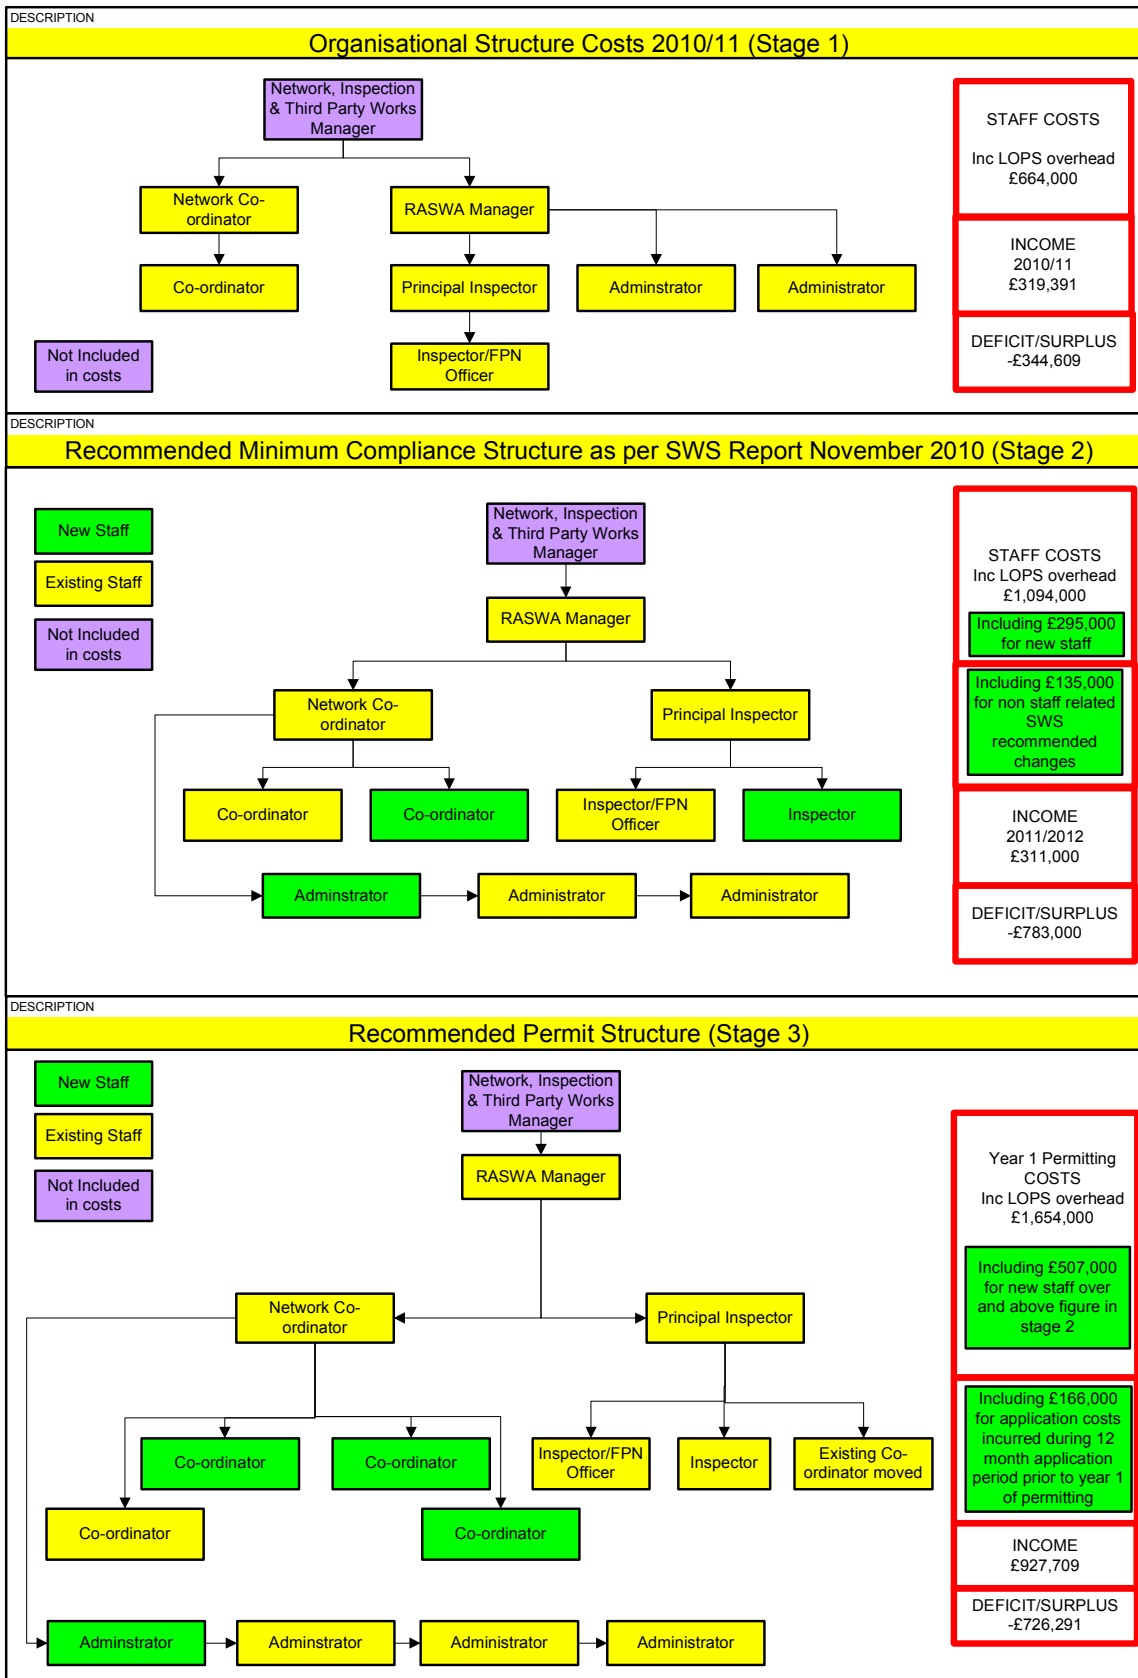 DESCRIPTION
Organisational Structure Costs 2010/11 (Stage 1)
Network, Inspection
& Third Party Works
Manager
STAFF COSTS
Inc LOPS overhead
£664,000
Network Co-
ordinator
RASWA Manager
INCOME
2010/11
£319,391
Co-ordinator
Principal Inspector
Adminstrator
Administrator
DEFICIT/SURPLUS
-£344,609
Not Included
in costs
Inspector/FPN
Officer
DESCRIPTION
Recommended Minimum Compliance Structure as per SWS Report November 2010 (Stage 2)
New Staff
Existing Staff
Not Included
in costs
Network, Inspection
& Third Party Works
Manager
RASWA Manager
STAFF COSTS
Inc LOPS overhead
£1,094,000
Including £295,000
for new staff
Including £135,000
for non staff related
SWS
recommended
changes
Network Co-
ordinator
Principal Inspector
Co-ordinator
Co-ordinator
Inspector/FPN
Officer
Inspector
INCOME
2011/2012
£311,000
Adminstrator
Administrator
Administrator
DEFICIT/SURPLUS
-£783,000
DESCRIPTION
Recommended Permit Structure (Stage 3)
New Staff
Existing Staff
Not Included
in costs
Network, Inspection
& Third Party Works
Manager
RASWA Manager
Year 1 Permitting
COSTS
Inc LOPS overhead
£1,654,000
Including £507,000
for new staff over
and above figure in
stage 2
Network Co-
ordinator
Principal Inspector
Including £166,000
for application costs
incurred during 12
month application
period prior to year 1
of permitting
Co-ordinator
Co-ordinator
Inspector/FPN
Officer
Inspector
Existing Co-
ordinator moved
Co-ordinator
Co-ordinator
INCOME
£927,709
DEFICIT/SURPLUS
-£726,291
Adminstrator
Adminstrator
Administrator
Administrator